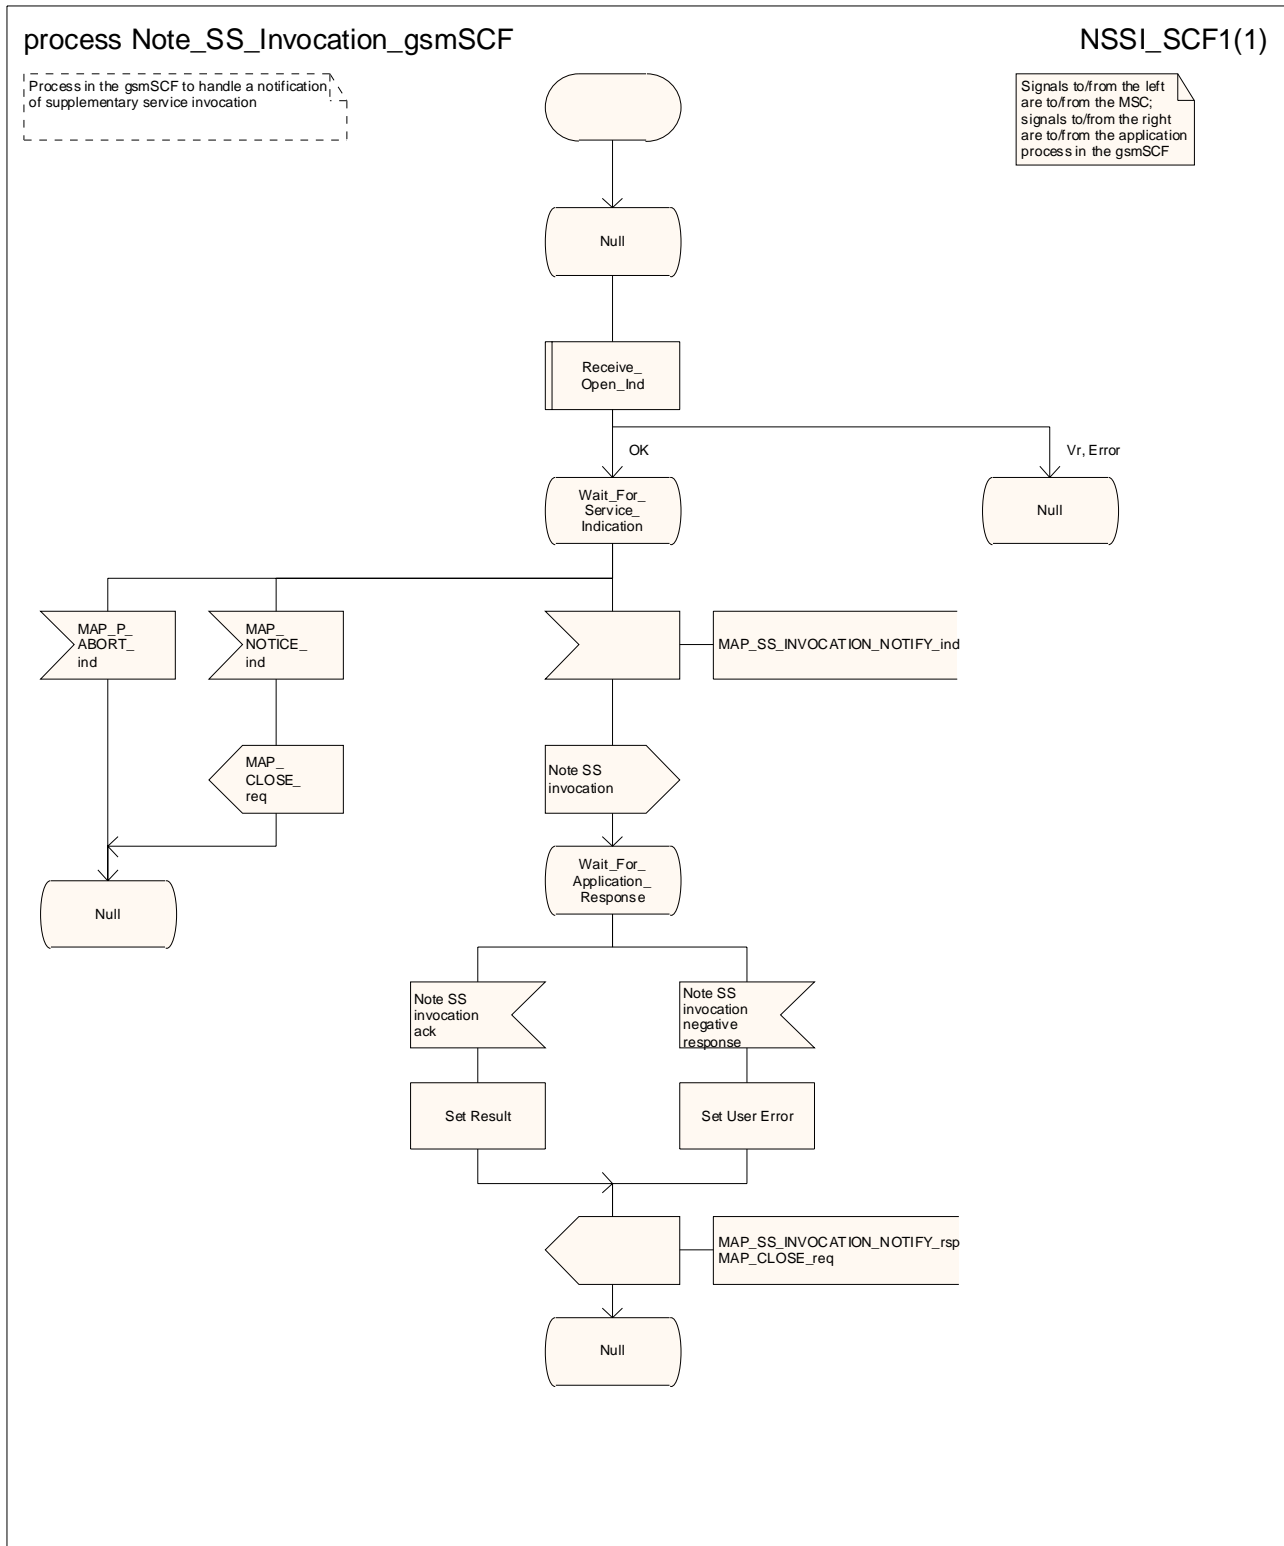 process Note_SS_Invocation_gsmSCF
NSSI_SCF1(1)
Process in the gsmSCF to handle a notification
of supplementary service invocation
Signals to/from the left
are to/from the MSC;
signals to/from the right
are to/from the application
process in the gsmSCF
Null
Receive_
Open_Ind
OK
Vr, Error
Wait_For_
Service_
Indication
Null
MAP_P_
ABORT_
ind
MAP_
NOTICE_
ind
MAP_SS_INVOCATION_NOTIFY_ind
MAP_
CLOSE_
req
Note SS
invocation
Wait_For_
Application_
Response
Null
Note SS
invocation
ack
Note SS
invocation
negative
response
Set Result
Set User Error
MAP_SS_INVOCATION_NOTIFY_rsp
MAP_CLOSE_req
Null